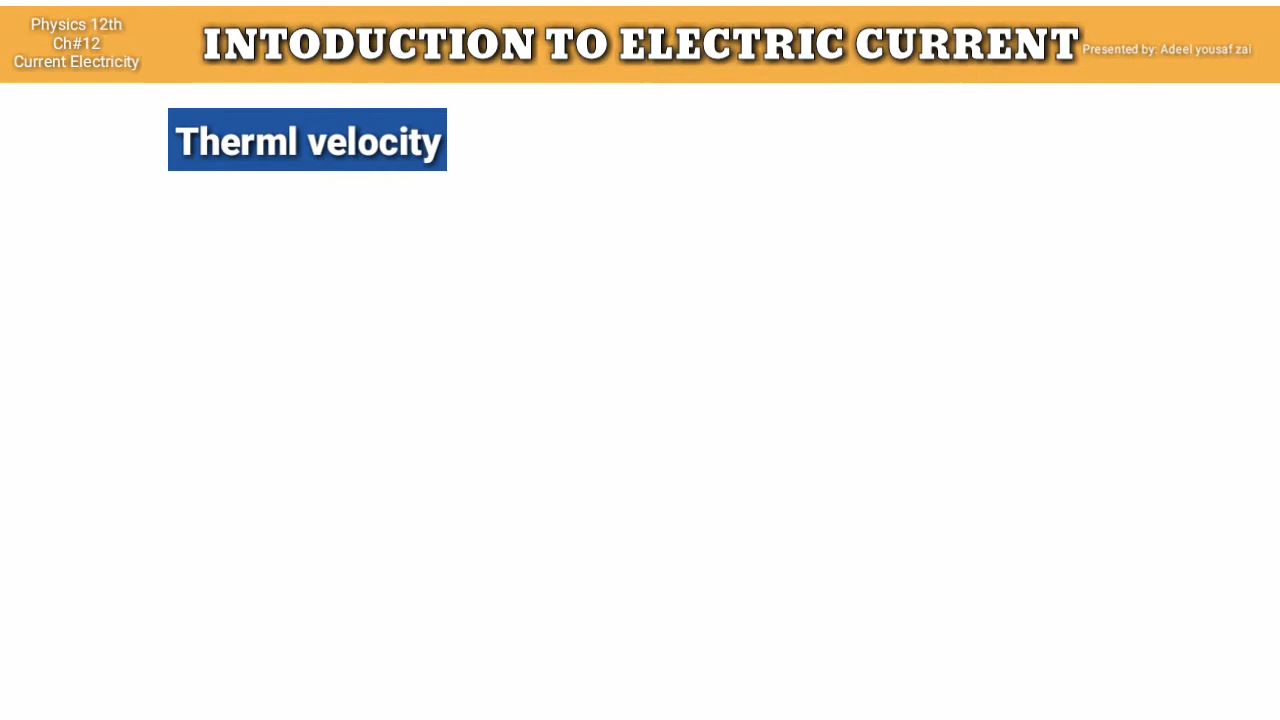 Physics 12th
Ch#12
Current Electricity
INTODUCTION TO ELECTRIC CURRENT
Presented by: Adeel yousaf zai
Therml velocity